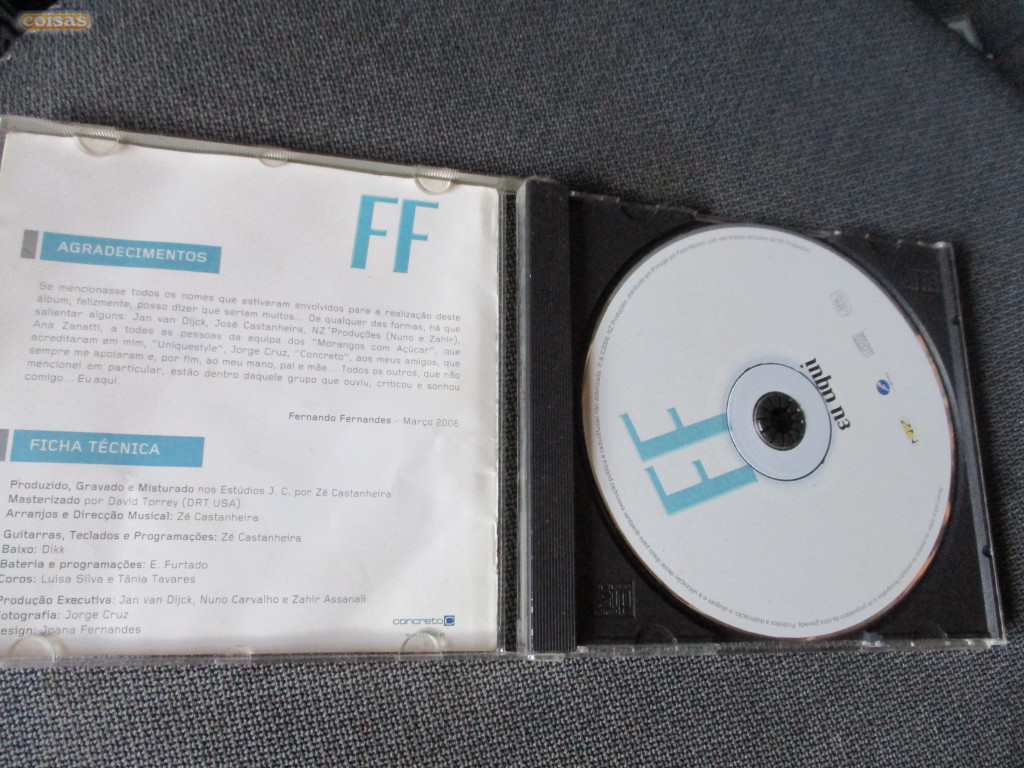 coisas
FF
AGRADECIMENTOS
Se mencionasse todos os nomes que estiveram envolvidos para a realização deste
álbum, felizmente, posso dizer que seriam muitos... De qualquer das formas, há que
salientar alguns: Jan van Dijck, José Castanheira, NZ Produções (Nuno e Zahir),
Ana Zanatti, a todas as pessoas da equipa dos "Morangos com Açúcar", que
acreditaram em mim, "Uniquestyle", Jorge Cruz, "Concreto", aos meus amigos, que
sempre me apoiaram e, por fim, ao meu mano, pai e mãe... Todos os outros, que não
mencionei em particular, estão dentro daquele grupo que ouviu, criticou e sonhou
comigo... Eu aqui.
Fernando Fernandes - Março 2006
FICHA TÉCNICA
Produzido, Gravado e Misturado nos Estúdios J. C. por Zé Castanheira
Masterizado por David Torrey (DRT USA)
Arranjos e Direcção Musical: Zé Castanheira
Guitarras, Teclados e Programações: Zé Castanheira
Baixo: Dikk
Bateria e programações: E. Furtado
Coros: Luísa Silva e Tânia Tavares
Produção Executiva: Jan van Dijck, Nuno Carvalho e Zahir Assanali
otografia: Jorge Cruz
esign: Joana Fernandes
concreto
FF
eu aqui